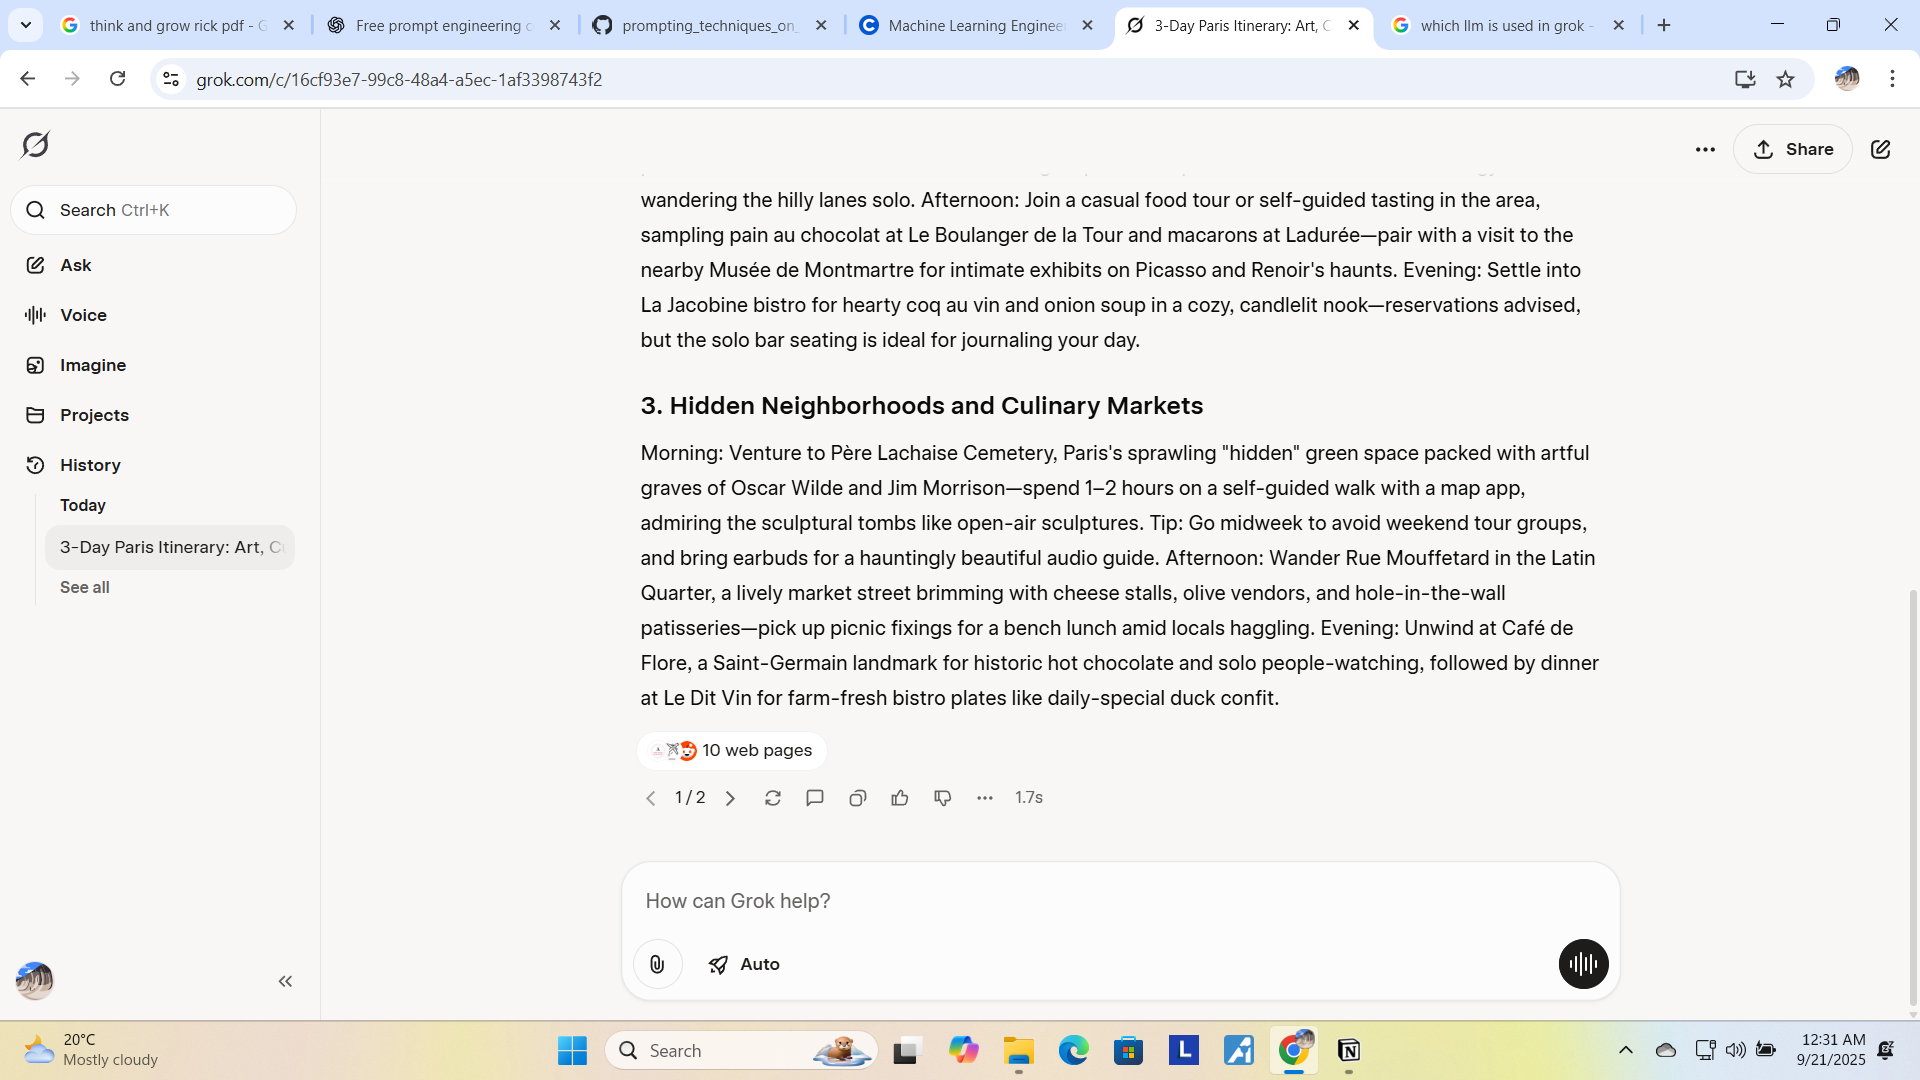 think and grow rick pdf - G
Free prompt engineering c
prompting_techniques_on_
Machine Learning Enginee
3-Day Paris Itinerary: Art, C
which llm is used in grok -
grok.com/c/16cf93e7-99c8-48a4-a5ec-1af3398743f2
Share
Search Ctrl+K
Ask
Voice
Imagine
Projects
History
Today
3-Day Paris Itinerary: Art, Cu
See all
wandering the hilly lanes solo. Afternoon: Join a casual food tour or self-guided tasting in the area,
sampling pain au chocolat at Le Boulanger de la Tour and macarons at Ladurée—pair with a visit to the
nearby Musée de Montmartre for intimate exhibits on Picasso and Renoir's haunts. Evening: Settle into
La Jacobine bistro for hearty coq au vin and onion soup in a cozy, candlelit nook—reservations advised,
but the solo bar seating is ideal for journaling your day.
3. Hidden Neighborhoods and Culinary Markets
Morning: Venture to Père Lachaise Cemetery, Paris's sprawling "hidden" green space packed with artful
graves of Oscar Wilde and Jim Morrison—spend 1–2 hours on a self-guided walk with a map app,
admiring the sculptural tombs like open-air sculptures. Tip: Go midweek to avoid weekend tour groups,
and bring earbuds for a hauntingly beautiful audio guide. Afternoon: Wander Rue Mouffetard in the Latin
Quarter, a lively market street brimming with cheese stalls, olive vendors, and hole-in-the-wall
patisseries—pick up picnic fixings for a bench lunch amid locals haggling. Evening: Unwind at Café de
Flore, a Saint-Germain landmark for historic hot chocolate and solo people-watching, followed by dinner
at Le Dit Vin for farm-fresh bistro plates like daily-special duck confit.
10 web pages
1 / 2
1.7s
How can Grok help?
Auto
20°C
Mostly cloudy
Search
L
12:31 AM
9/21/2025